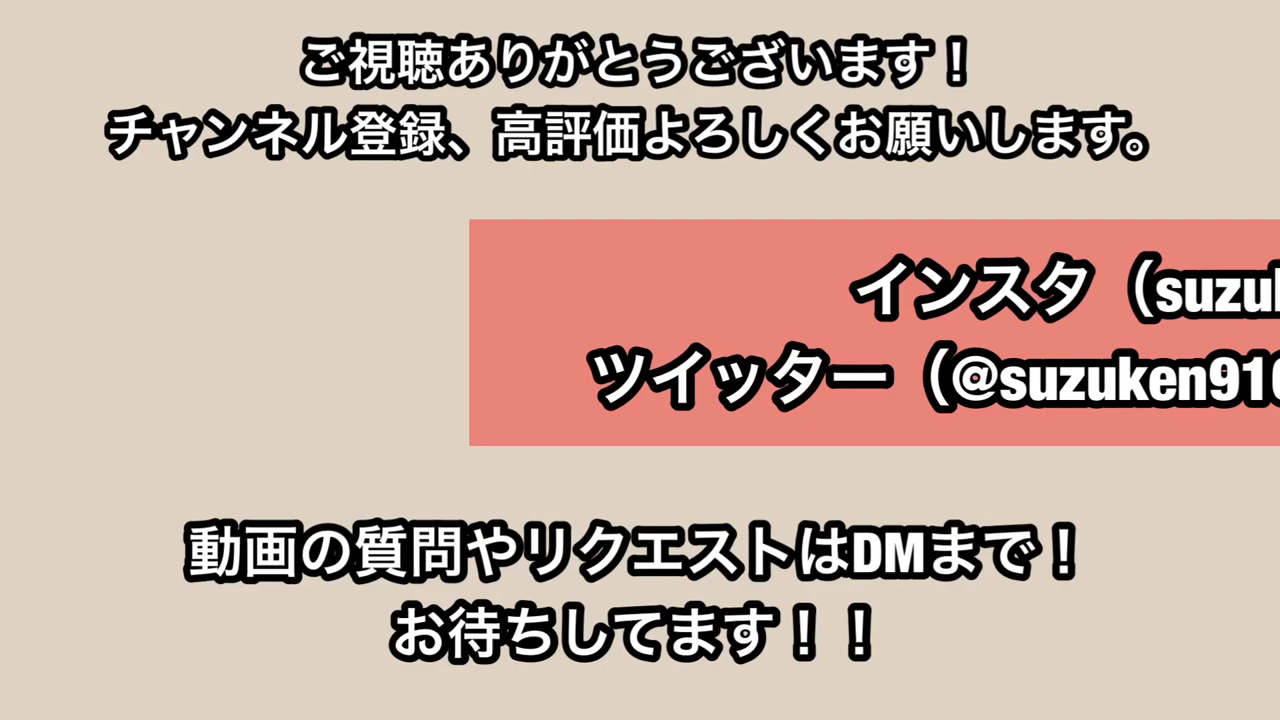 ご視聴ありがとうございます！
チャンネル登録、高評価よろしくお願いします。
インスタ（suzu
ツイッター（@suzuken91
動画の質問やリクエストはDMまで！
お待ちしてます！！